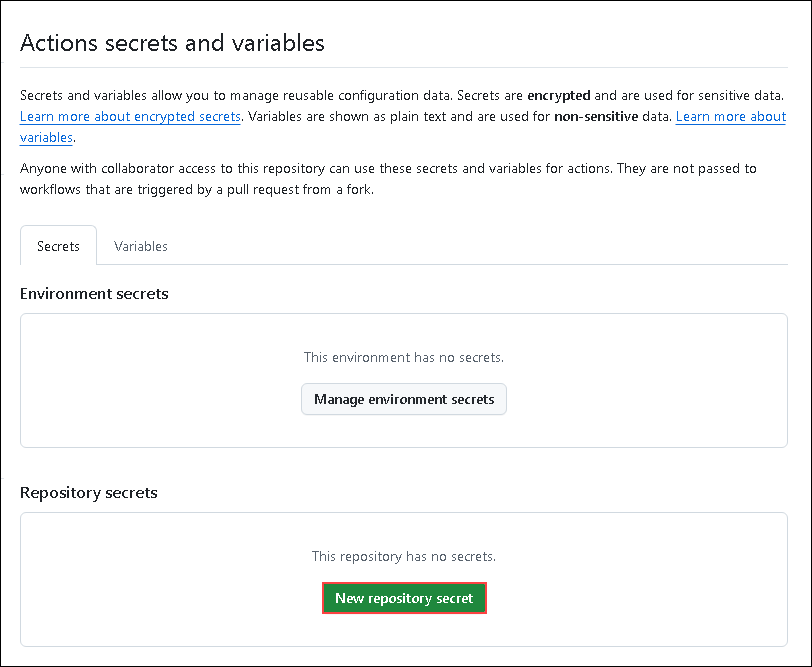 Actions secrets and variables
Secrets and variables allow you to manage reusable configuration data. Secrets are encrypted and are used for sensitive data.
Learn more about encrypted secrets. Variables are shown as plain text and are used for non-sensitive data. Learn more about
variables.
Anyone with collaborator access to this repository can use these secrets and variables for actions. They are not passed to
workflows that are triggered by a pull request from a fork.
Secrets
Variables
Environment secrets
This environment has no secrets.
Manage environment secrets
Repository secrets
This repository has no secrets.
New repository secret